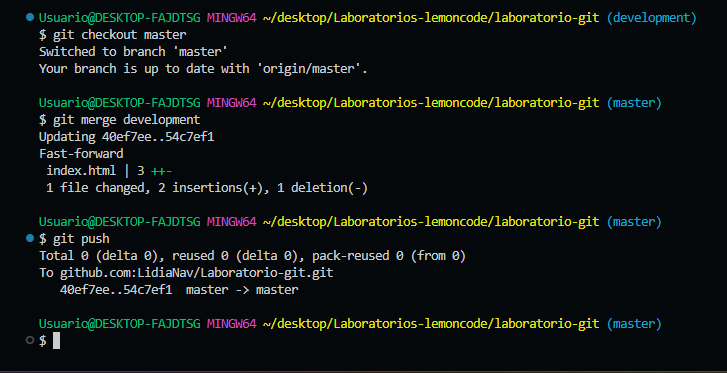 Usuario@DESKTOP-FAJDTSG MINGW64 ~/desktop/Laboratorios-lemoncode/laboratorio-git (development)
$ git checkout master
Switched to branch 'master'
Your branch is up to date with 'origin/master'.
Usuario@DESKTOP-FAJDTSG MINGW64 ~/desktop/Laboratorios-lemoncode/laboratorio-git (master)
$ git merge development
Updating 40ef7ee..54c7ef1
Fast-forward
index.html | 3 ++-
1 file changed, 2 insertions(+), 1 deletion(-)
Usuario@DESKTOP-FAJDTSG MINGW64 ~/desktop/Laboratorios-lemoncode/laboratorio-git (master)
$ git push
Total 0 (delta 0), reused 0 (delta 0), pack-reused 0 (from 0)
To github.com:LidiaNav/Laboratorio-git.git
40ef7ee..54c7ef1  master -> master
Usuario@DESKTOP-FAJDTSG MINGW64 ~/desktop/Laboratorios-lemoncode/laboratorio-git (master)
$